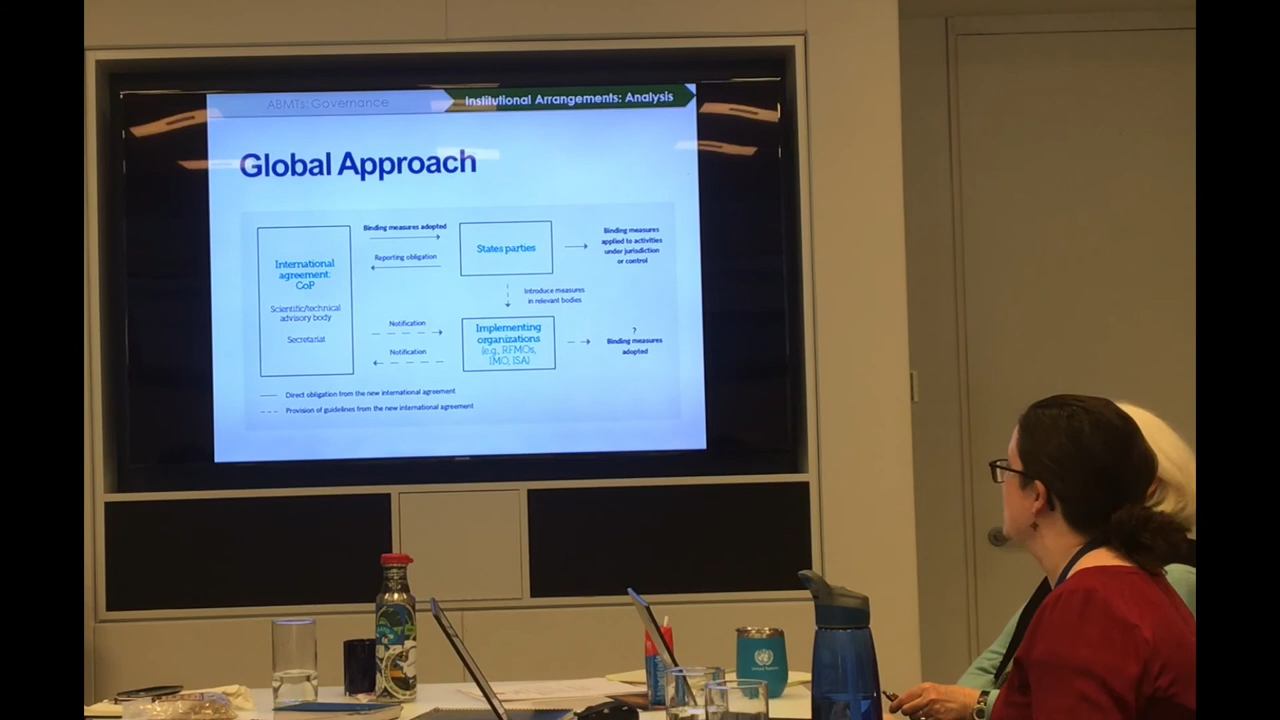 ABMTs: Governance
Institutional Arrangements: Analysis
Global Approach
International
agreement:
CoP
Scientific/technical
advisory body
Secretariat
Binding measures adopted
Reporting obligation
States parties
Binding measures
applied to activities
under jurisdiction
or control
Introduce measures
in relevant bodies
Notification
Notification
Implementing
organizations
(e.g., RFMOs,
IMO, ISA)
?
Binding measures
adopted
Direct obligation from the new international agreement
Provision of guidelines from the new international agreement
United Nations